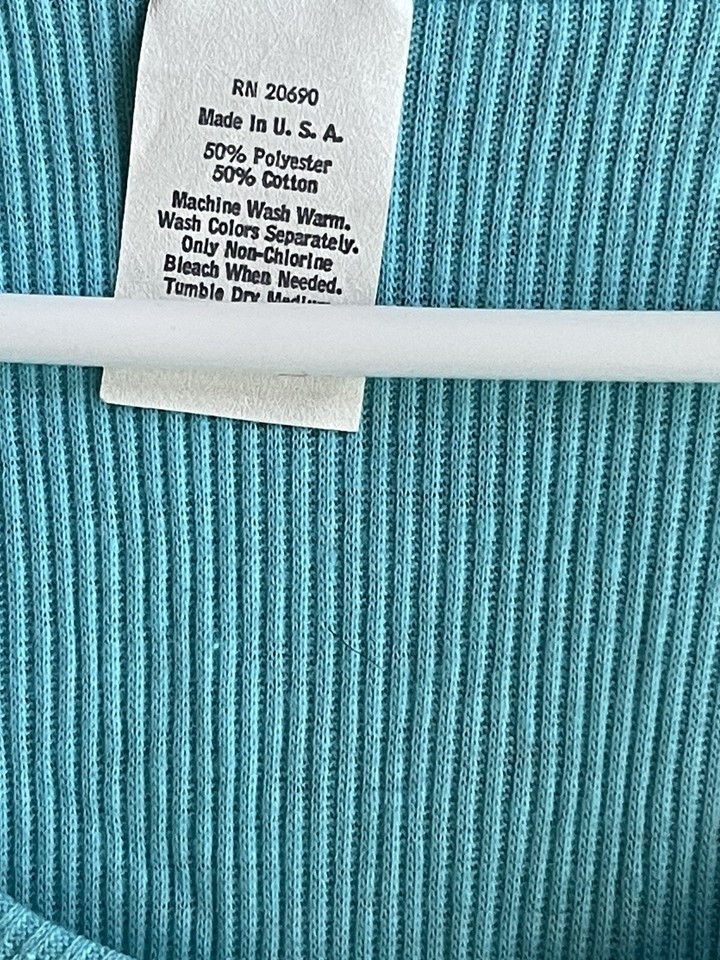 RN 20690
Made In U. S. A.
50% Polyester
50% Cotton
Machine Wash Warm.
Wash Colors Separately.
Only Non-Chlorine
Bleach When Needed.
Tumble Dry Medium